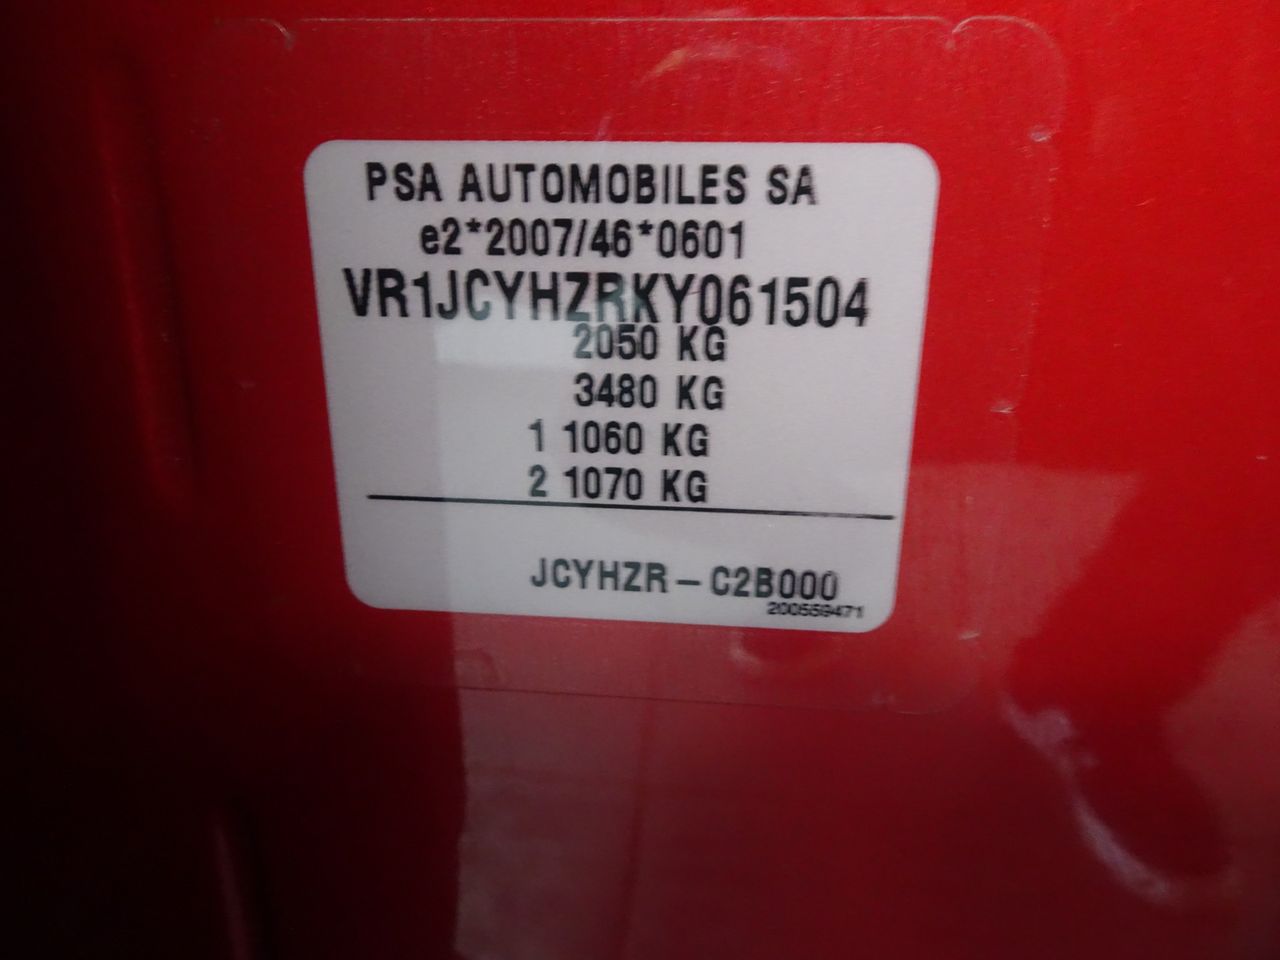 PSA AUTOMOBILES SA
e2*2007/46*0601
VR1JCYHZRKY061504
2050 KG
3480 KG
1 1060 KG
2 1070 KG
JCYHZR – C2B000
200559471